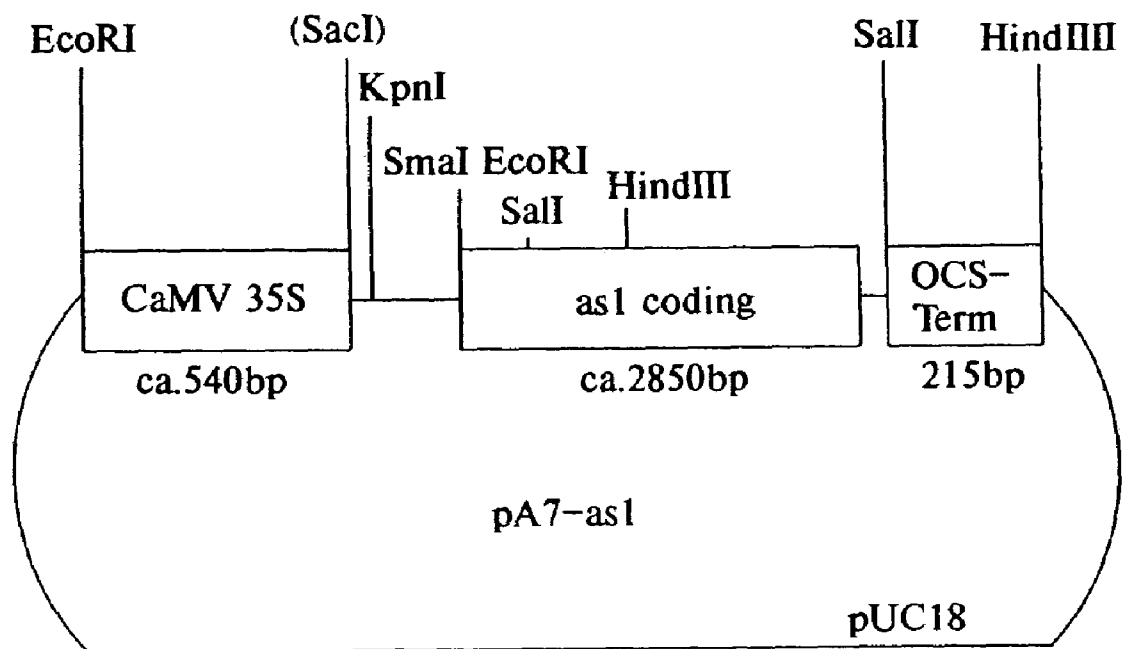 EcoRI
(SacI)
SalI
HindIIII
KpnI
SmaI EcoRI
SalI
HindIII
CaMV 35S
as1 coding
OCS-
Term
ca.540bp
ca.2850bp
215bp
pA7-as1
pUC18